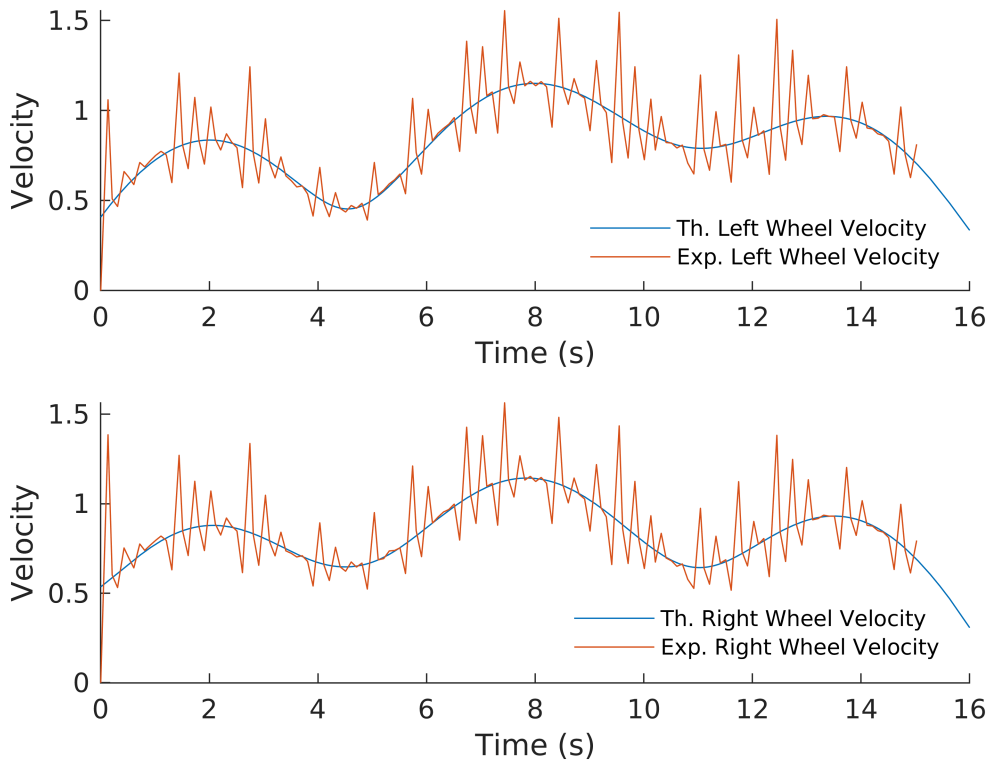 1.5
1
0.5
0
Velocity
Th. Left Wheel Velocity
Exp. Left Wheel Velocity
0 2 4 6 8 10 12 14 16
Time (s)
1.5
1
0.5
0
Velocity
Th. Right Wheel Velocity
Exp. Right Wheel Velocity
0 2 4 6 8 10 12 14 16
Time (s)